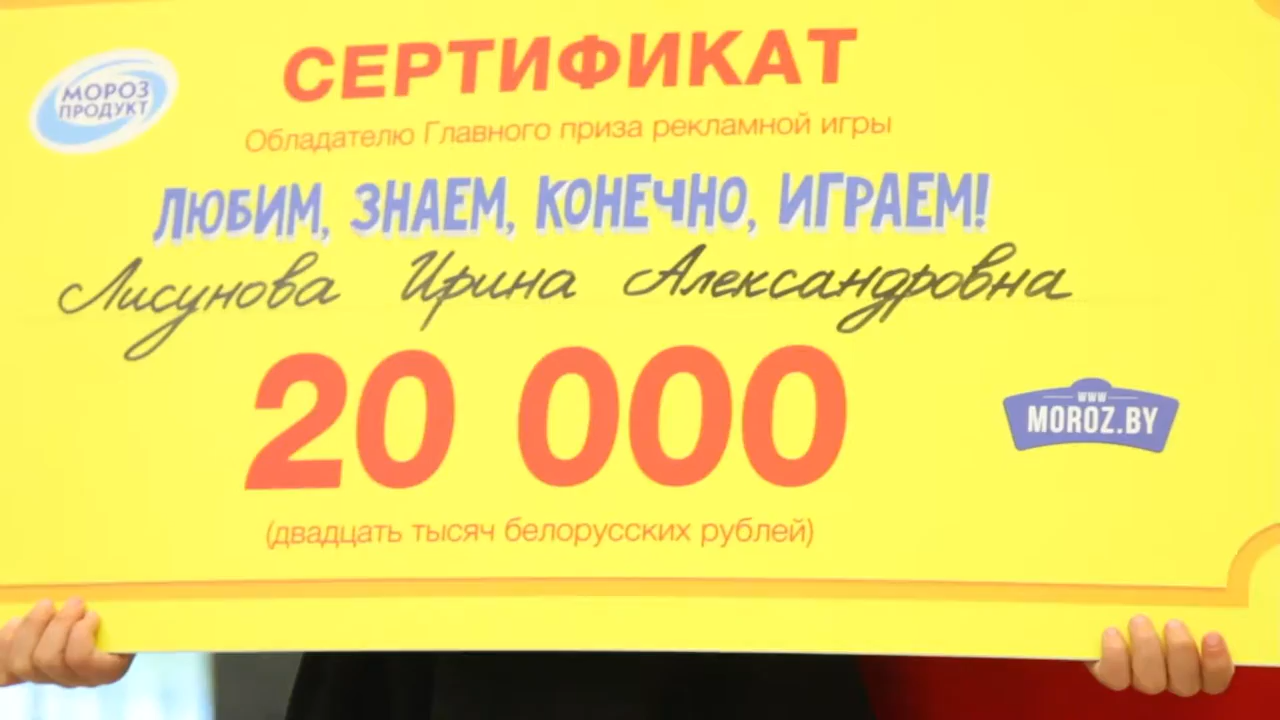 МОРОЗ
ПРОДУКТ
СЕРТИФИКАТ
Обладателю Главного приза рекламной игры
ЛЮБИМ, ЗНАЕМ, КОНЕЧНО, ИГРАЕМ!
Лисунова Ирина Александровна
20 000
WWW
MOROZ.BY
(двадцать тысяч белорусских рублей)